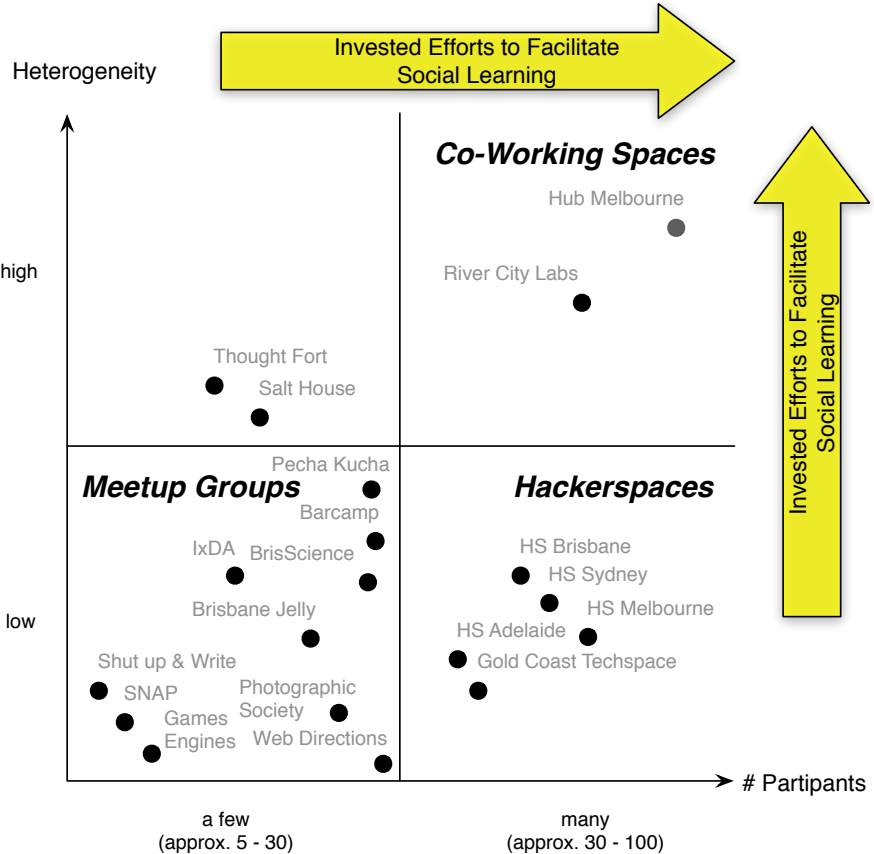 Invested Efforts to Facilitate
Social Learning
Heterogeneity
Co-Working Spaces
Hub Melbourne
Invested Efforts to Facilitate
Social Learning
high
River City Labs
Thought Fort
Salt House
Pecha Kucha
Meetup Groups
Hackerspaces
Barcamp
IxDA
BrisScience
HS Brisbane
HS Sydney
Brisbane Jelly
HS Melbourne
low
HS Adelaide
Shut up & Write
Gold Coast Techspace
SNAP
Photographic
Society
Games
Engines
Web Directions
# Partipants
a few
(approx. 5 - 30)
many
(approx. 30 - 100)